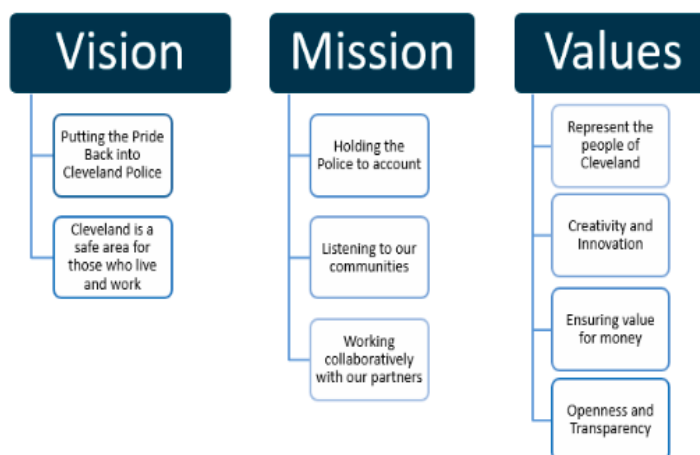 Vision
Putting the Pride
Back into
Cleveland Police
Cleveland is a
safe area for
those who live
and work
Mission
Holding the
Police to account
Listening to our
communities
Working
collaboratively
with our partners
Values
Represent the
people of
Cleveland
Creativity and
Innovation
Ensuring value
for money
Openness and
Transparency